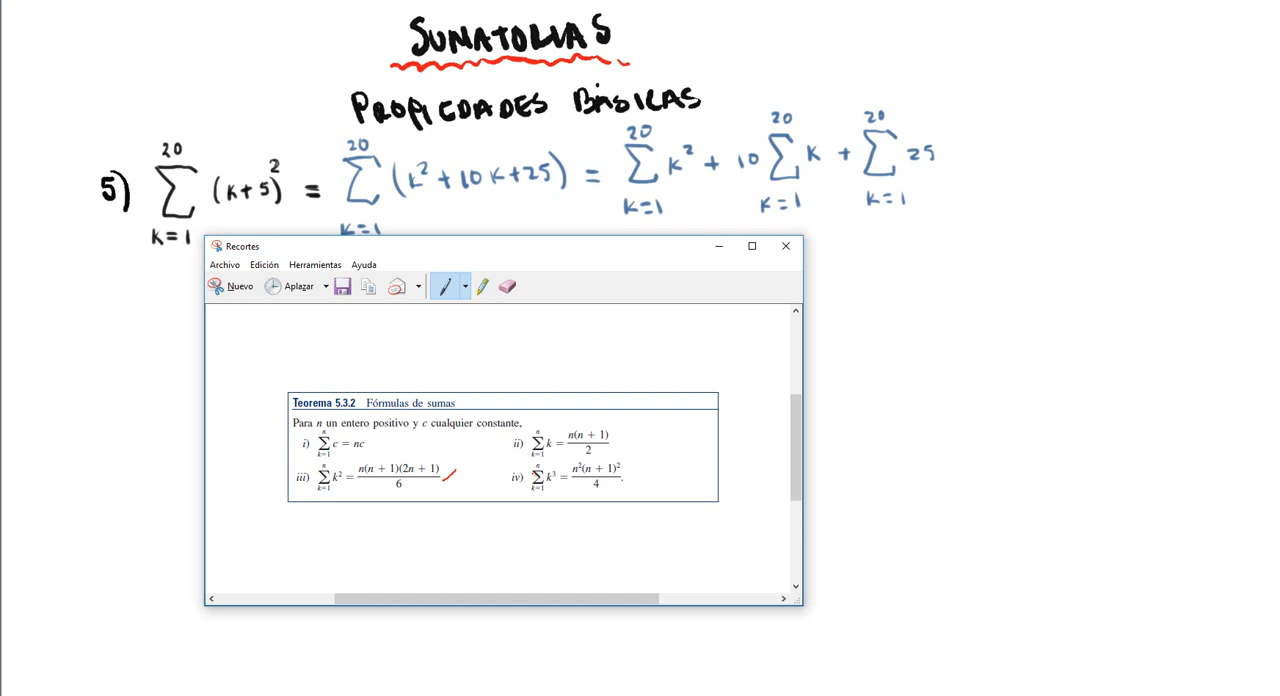 SUMATORIAS
PROPIEDADES BÁSICAS
5) 20 ∑ k=1 (k+5)² = 20 ∑ k=1 (k²+10k+25) = 20 ∑ k=1 k² + 10 20 ∑ k=1 k + 20 ∑ k=1 25
Recortes
Archivo Edición Herramientas Ayuda
Nuevo Aplazar
Teorema 5.3.2 Fórmulas de sumas
Para n un entero positivo y c cualquier constante,
i) n ∑ k=1 c = nc ii) n ∑ k=1 k = n(n + 1) / 2
iii) n ∑ k=1 k² = n(n + 1)(2n + 1) / 6 iv) n ∑ k=1 k³ = n²(n + 1)² / 4.